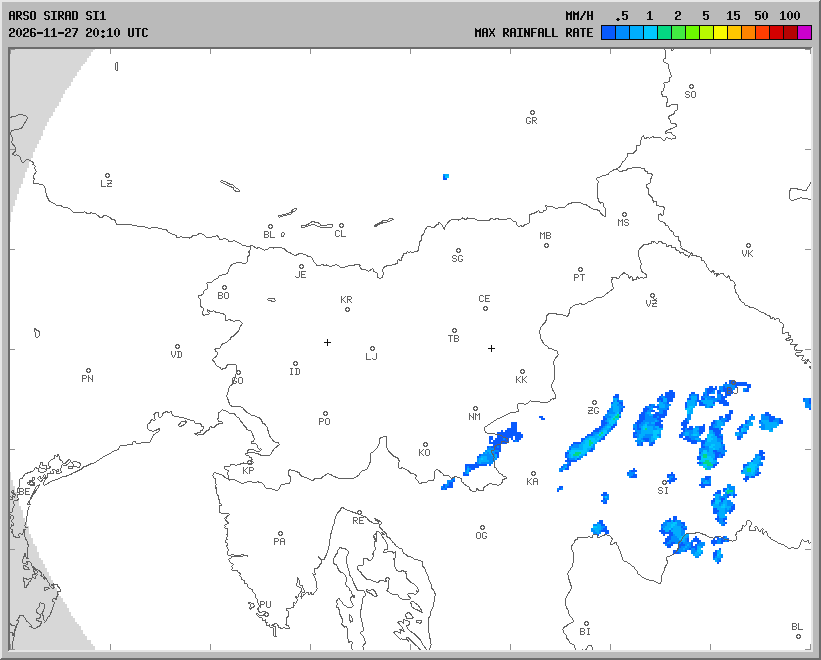 ARSO SIRAD SI1 MM/H .5 1 2 5 15 50 100
2026-11-27 20:10 UTC MAX RAINFALL RATE
SO
GR
LZ
MS
BL CL
MB
VK
SG
JE
PT
BO
KR CE
VZ
TB
VD LJ
ID
PN GO KK
ZG
PO NM
KO
KP
KA
BE SI
RE
PA OG
PU
BI BL